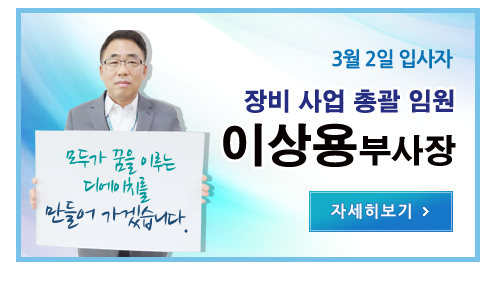 3월 2일 입사자
장비 사업 총괄 임원
이상용부사장
자세히보기 >
모두가 꿈을 이루는
디에이치를
만들어 가겠습니다.